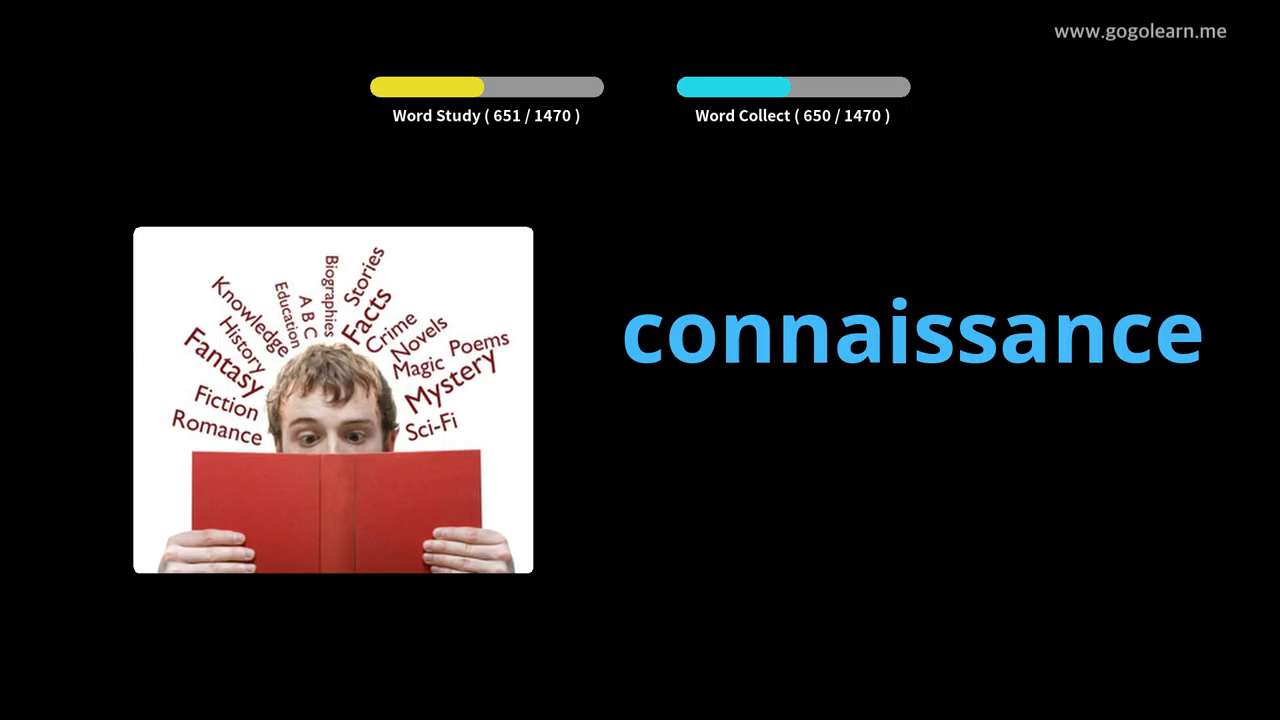 www.gogolearn.me
Word Study ( 651 / 1470 )
Word Collect ( 650 / 1470 )
Biographies
Stories
Education
A B C
Facts
Knowledge
Crime
History
Novels
Fantasy
Poems
Magic
Mystery
Fiction
Romance
Sci-Fi
connaissance